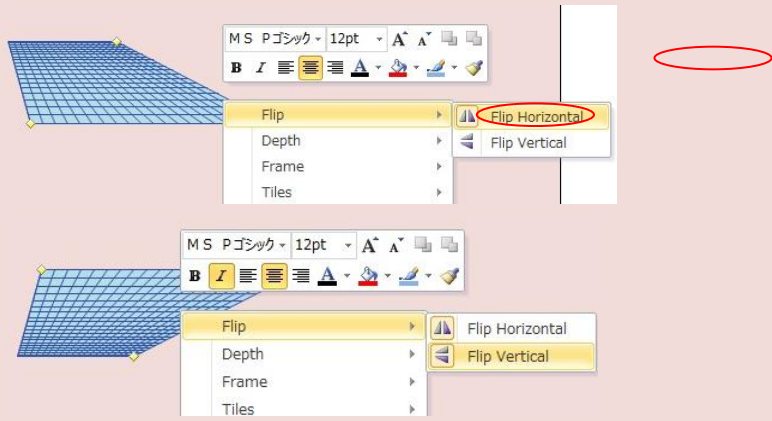 MS Pゴシック 12pt A A
B I A
Flip
Flip Horizontal
Depth
Flip Vertical
Frame
Tiles
MS Pゴシック 12pt A A
B I A
Flip
Flip Horizontal
Depth
Flip Vertical
Frame
Tiles